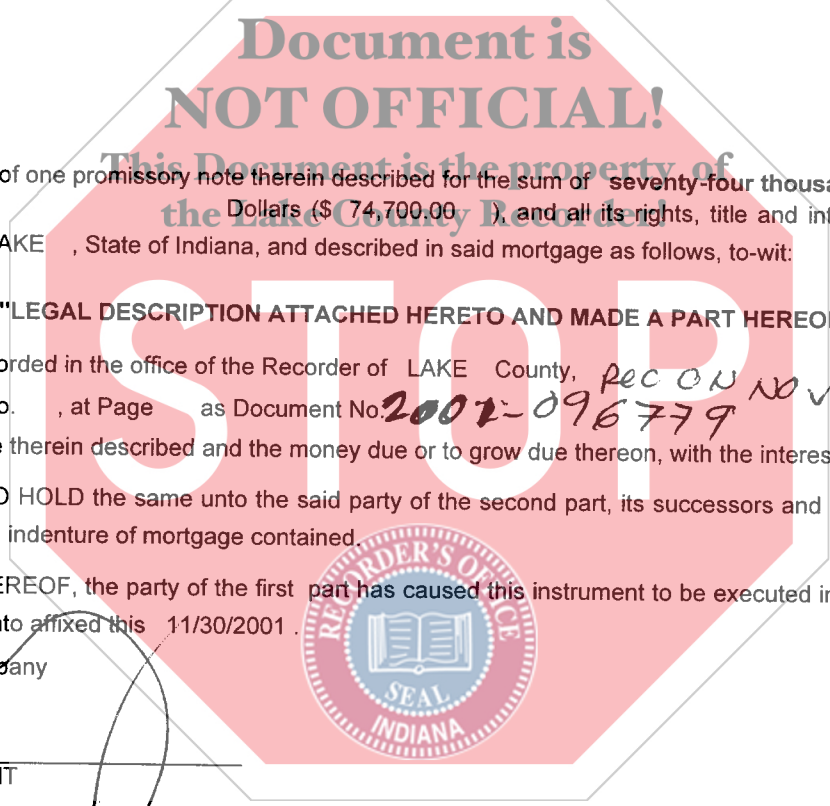 Document is
NOT OFFICIAL!
This Document is the property of
the Lake County Recorder!
of one promissory note therein described for the sum of seventy-four thousa
Dollars ($ 74,700.00 ), and all its rights, title and int
AKE , State of Indiana, and described in said mortgage as follows, to-wit:
STOP
"LEGAL DESCRIPTION ATTACHED HERETO AND MADE A PART HEREOF
orded in the office of the Recorder of LAKE County, REC ON NOV
o. , at Page as Document No. 2001-096779
e therein described and the money due or to grow due thereon, with the interes
O HOLD the same unto the said party of the second part, its successors and
indenture of mortgage contained.
EREOF, the party of the first part has caused this instrument to be executed in
nto affixed this 11/30/2001 .
pany
RECORDER'S OFFICE
SEAL
INDIANA
IT